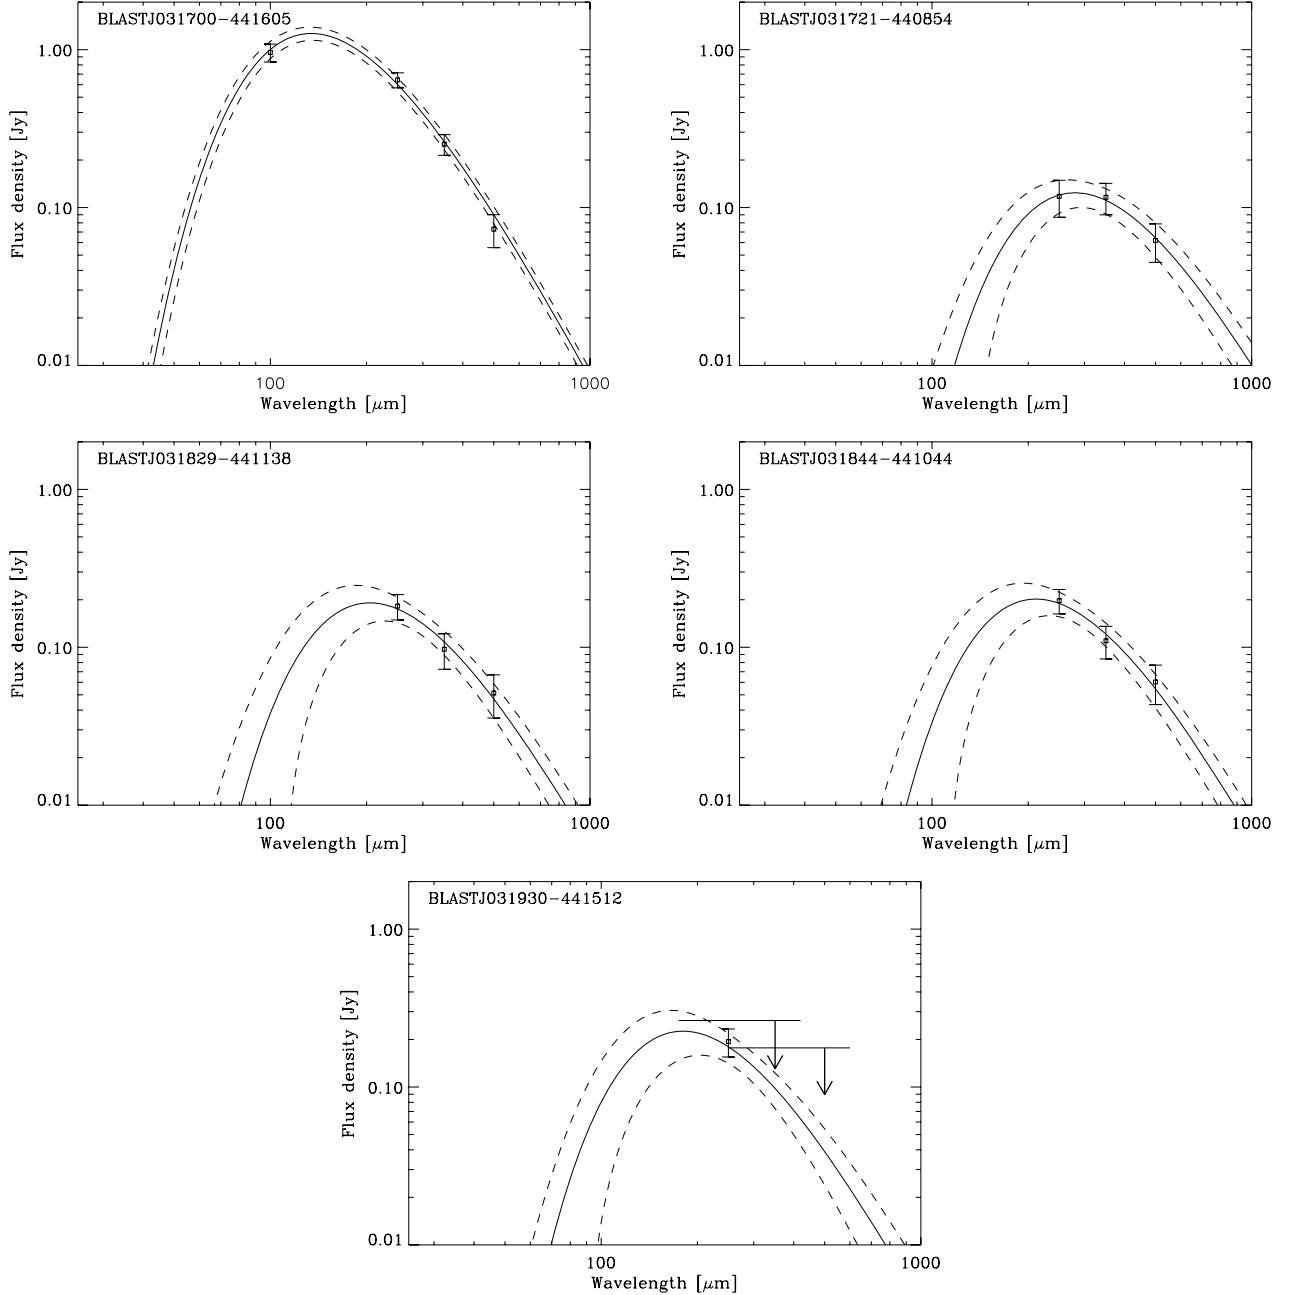 BLASTJ031700-441605
BLASTJ031721-440854
1.00
0.10
0.01
Flux density [Jy]
100
1000
Wavelength [μm]
1.00
0.10
0.01
Flux density [Jy]
100
1000
Wavelength [μm]
BLASTJ031829-441138
BLASTJ031844-441044
1.00
0.10
0.01
Flux density [Jy]
100
1000
Wavelength [μm]
1.00
0.10
0.01
Flux density [Jy]
100
1000
Wavelength [μm]
BLASTJ031930-441512
1.00
0.10
0.01
Flux density [Jy]
100
1000
Wavelength [μm]